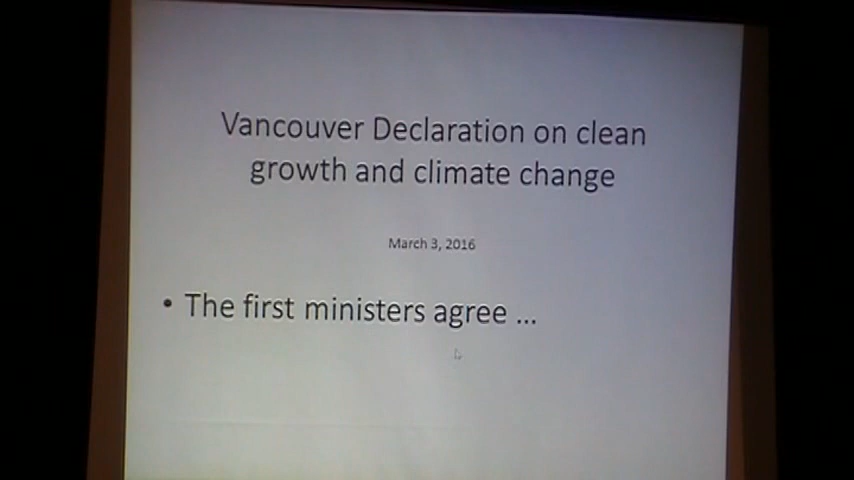 Vancouver Declaration on clean
growth and climate change
March 3, 2016
• The first ministers agree ...